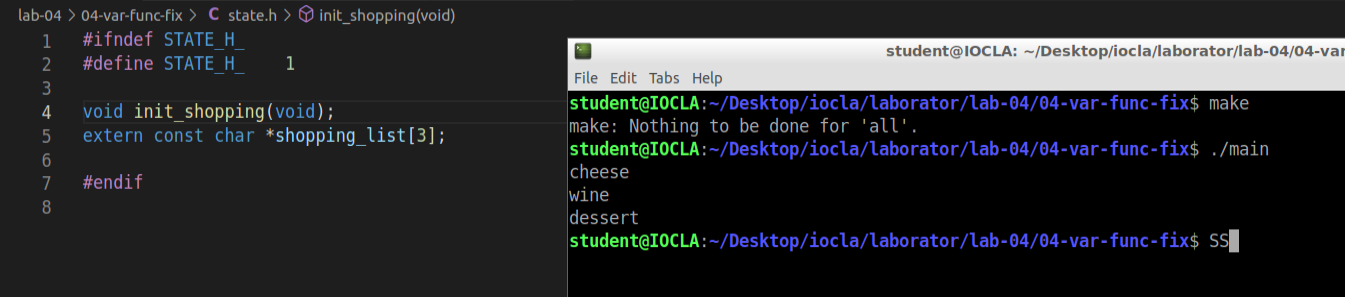 lab-04 > 04-var-func-fix > C state.h > init_shopping(void)
1 #ifndef STATE_H_
2 #define STATE_H_    1
3
4 void init_shopping(void);
5 extern const char *shopping_list[3];
6
7 #endif
8
student@IOCLA: ~/Desktop/iocla/laborator/lab-04/04-var
File Edit Tabs Help
student@IOCLA:~/Desktop/iocla/laborator/lab-04/04-var-func-fix$ make
make: Nothing to be done for 'all'.
student@IOCLA:~/Desktop/iocla/laborator/lab-04/04-var-func-fix$ ./main
cheese
wine
dessert
student@IOCLA:~/Desktop/iocla/laborator/lab-04/04-var-func-fix$ SS